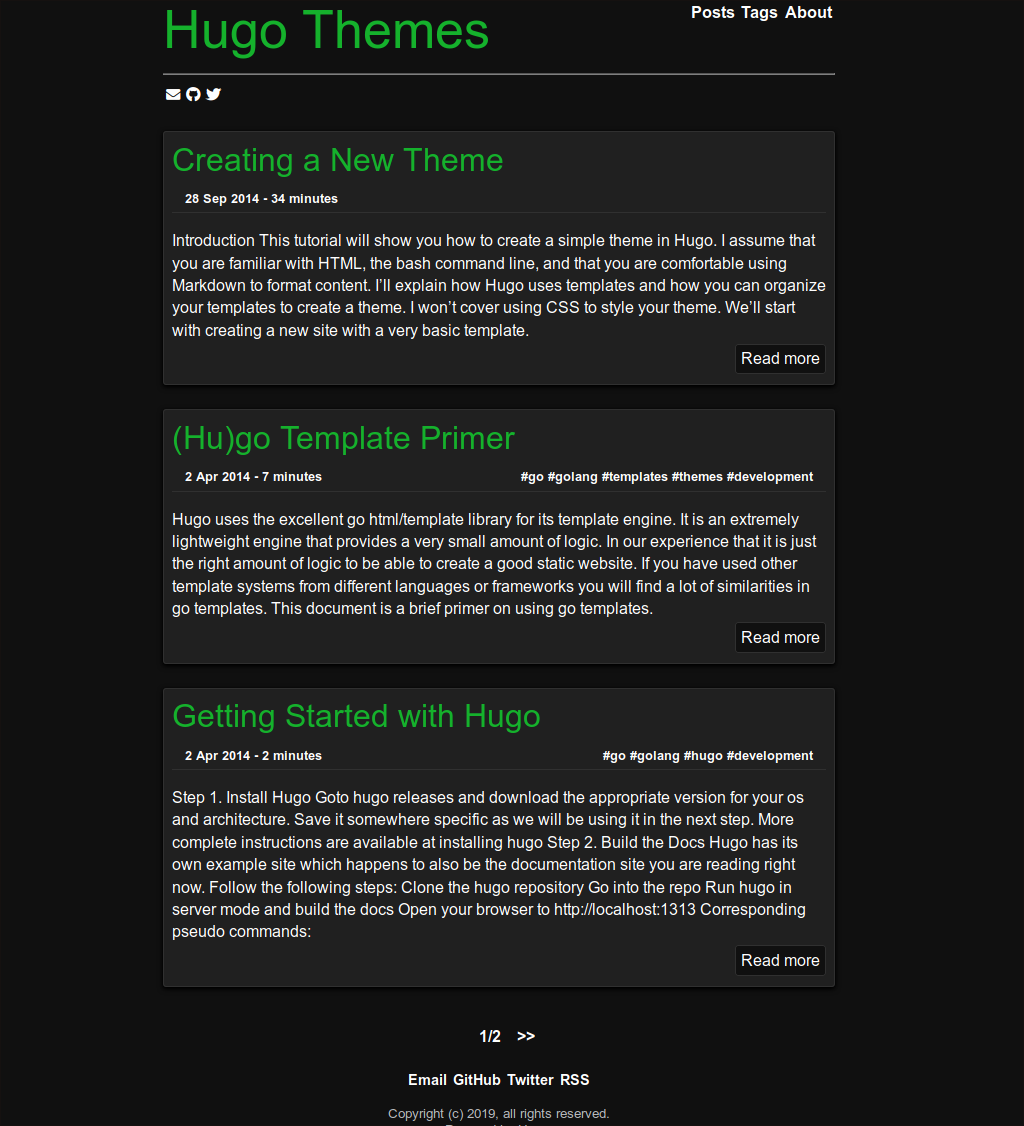 Hugo Themes
Posts Tags About
Creating a New Theme
28 Sep 2014 - 34 minutes
Introduction This tutorial will show you how to create a simple theme in Hugo. I assume that
you are familiar with HTML, the bash command line, and that you are comfortable using
Markdown to format content. I’ll explain how Hugo uses templates and how you can organize
your templates to create a theme. I won’t cover using CSS to style your theme. We’ll start
with creating a new site with a very basic template.
Read more
(Hu)go Template Primer
2 Apr 2014 - 7 minutes
#go #golang #templates #themes #development
Hugo uses the excellent go html/template library for its template engine. It is an extremely
lightweight engine that provides a very small amount of logic. In our experience that it is just
the right amount of logic to be able to create a good static website. If you have used other
template systems from different languages or frameworks you will find a lot of similarities in
go templates. This document is a brief primer on using go templates.
Read more
Getting Started with Hugo
2 Apr 2014 - 2 minutes
#go #golang #hugo #development
Step 1. Install Hugo Goto hugo releases and download the appropriate version for your os
and architecture. Save it somewhere specific as we will be using it in the next step. More
complete instructions are available at installing hugo Step 2. Build the Docs Hugo has its
own example site which happens to also be the documentation site you are reading right
now. Follow the following steps: Clone the hugo repository Go into the repo Run hugo in
server mode and build the docs Open your browser to http://localhost:1313 Corresponding
pseudo commands:
Read more
1/2 >>
Email GitHub Twitter RSS
Copyright (c) 2019, all rights reserved.